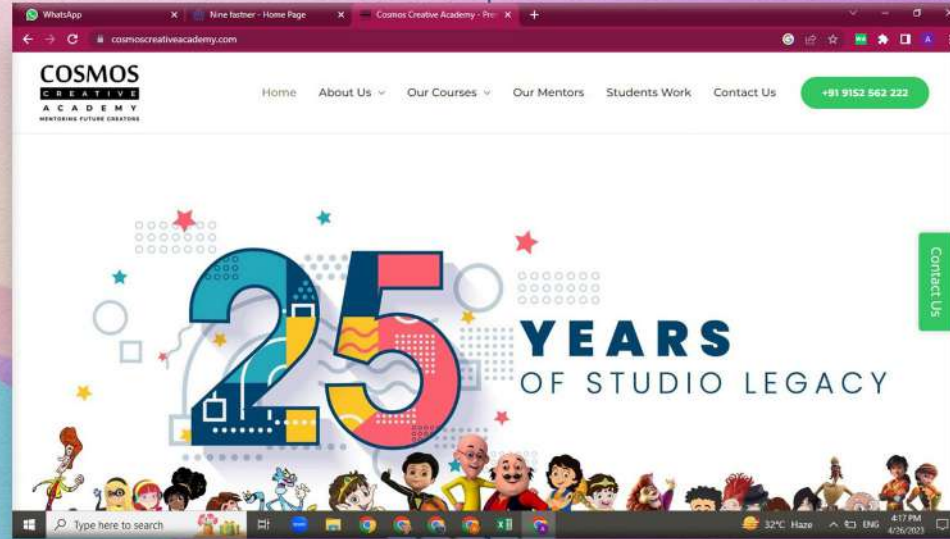 WhatsApp
Nine fastner - Home Page
Cosmos Creative Academy - Pre
cosmoscreativeacademy.com
COSMOS
CREATIVE
ACADEMY
MENTORING FUTURE CREATORS
Home
About Us
Our Courses
Our Mentors
Students Work
Contact Us
+91 9152 562 222
25
YEARS
OF STUDIO LEGACY
Contact Us
Type here to search
32°C Haze
ENG
4:17 PM
4/26/2023